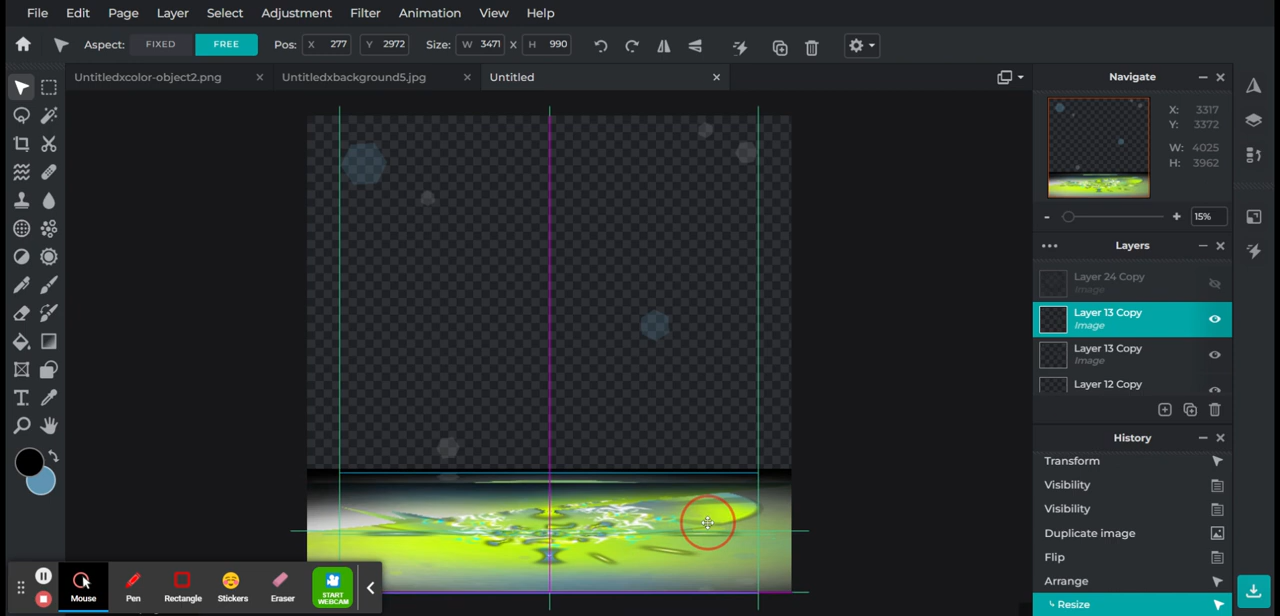 File Edit Page Layer Select Adjustment Filter Animation View Help
Aspect: FIXED FREE Pos: X 277 Y 2972 Size: W 3471 X H 990
Untitledxcolor-object2.png Untitledxbackground5.jpg Untitled
Navigate
X: 3317
Y: 3372
W: 4025
H: 3962
- + 15%
Layers
Layer 24 Copy
Image
Layer 13 Copy
Image
Layer 13 Copy
Image
Layer 12 Copy
History
Transform
Visibility
Visibility
Duplicate image
Flip
Arrange
Resize
Mouse Pen Rectangle Stickers Eraser START WEBCAM